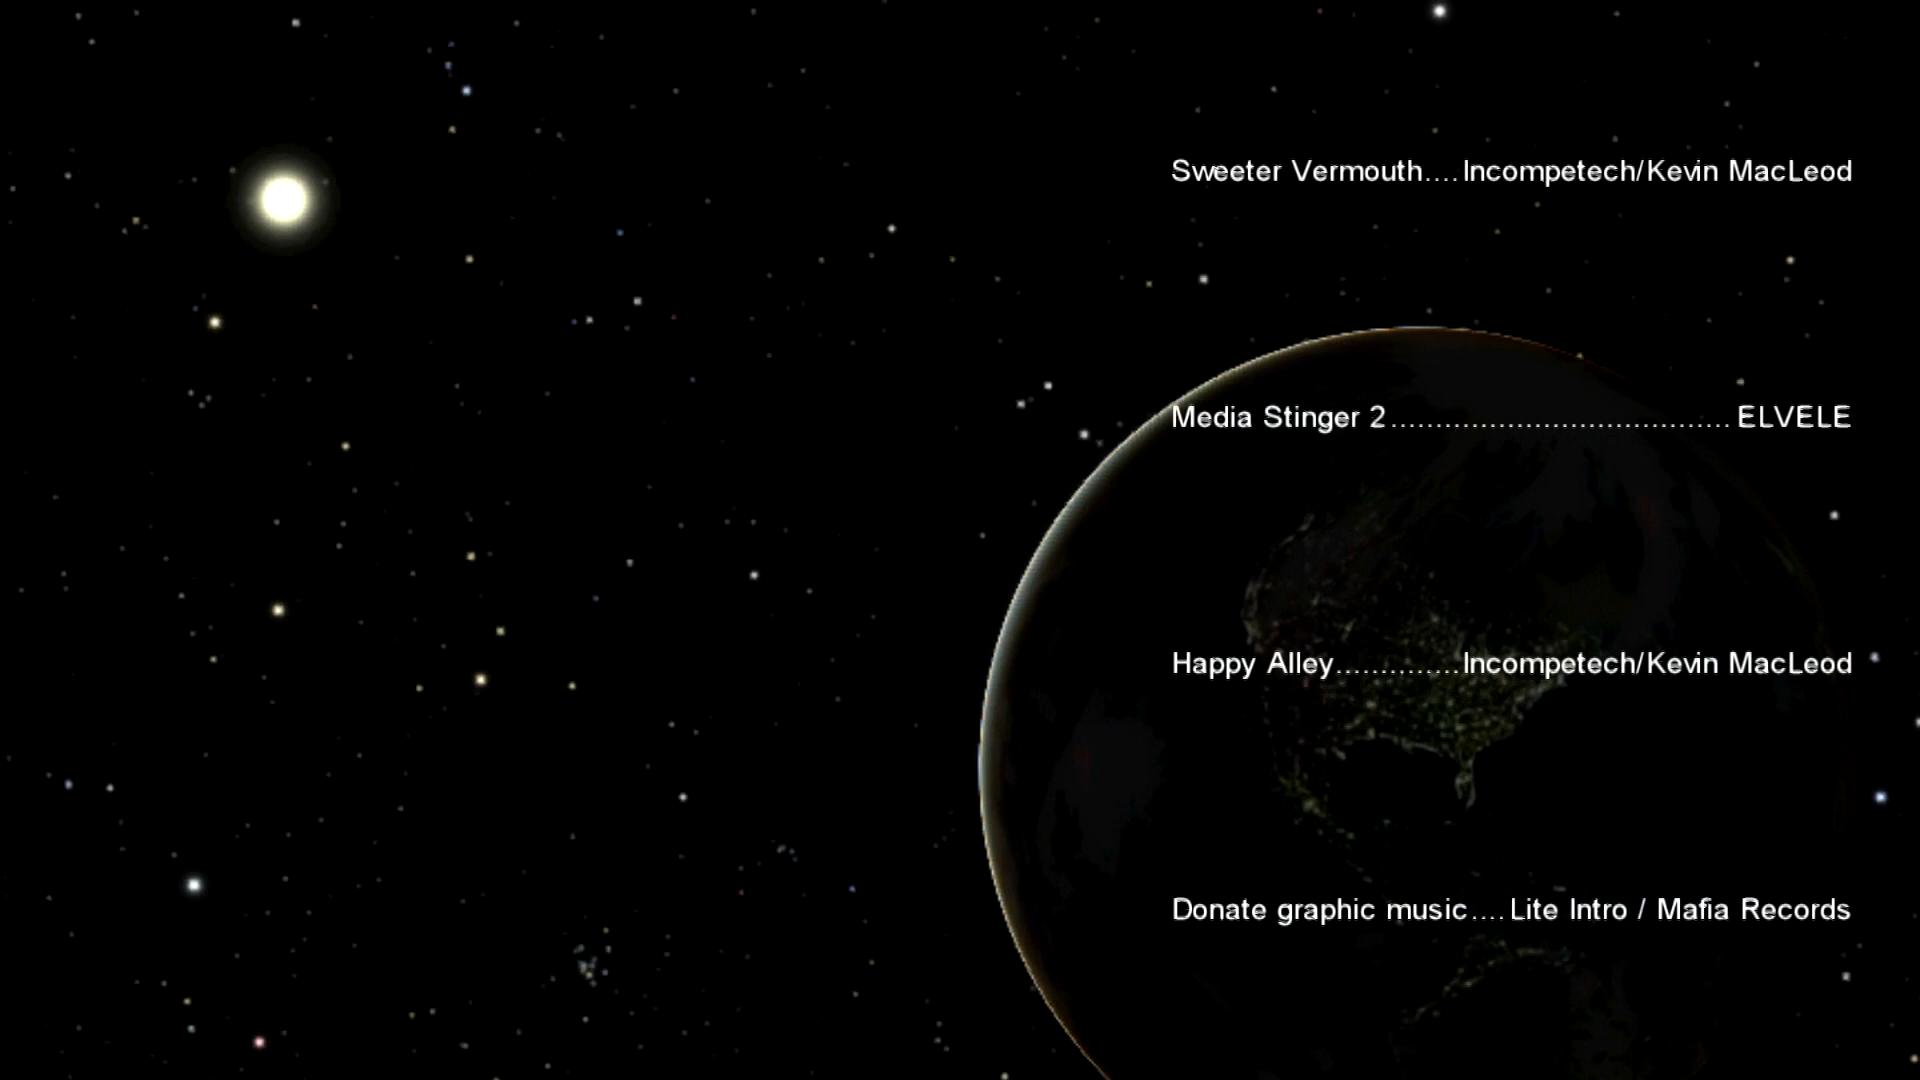 Sweeter Vermouth....Incompetech/Kevin MacLeod
Media Stinger 2......................................ELVELE
Happy Alley..............Incompetech/Kevin MacLeod
Donate graphic music....Lite Intro / Mafia Records